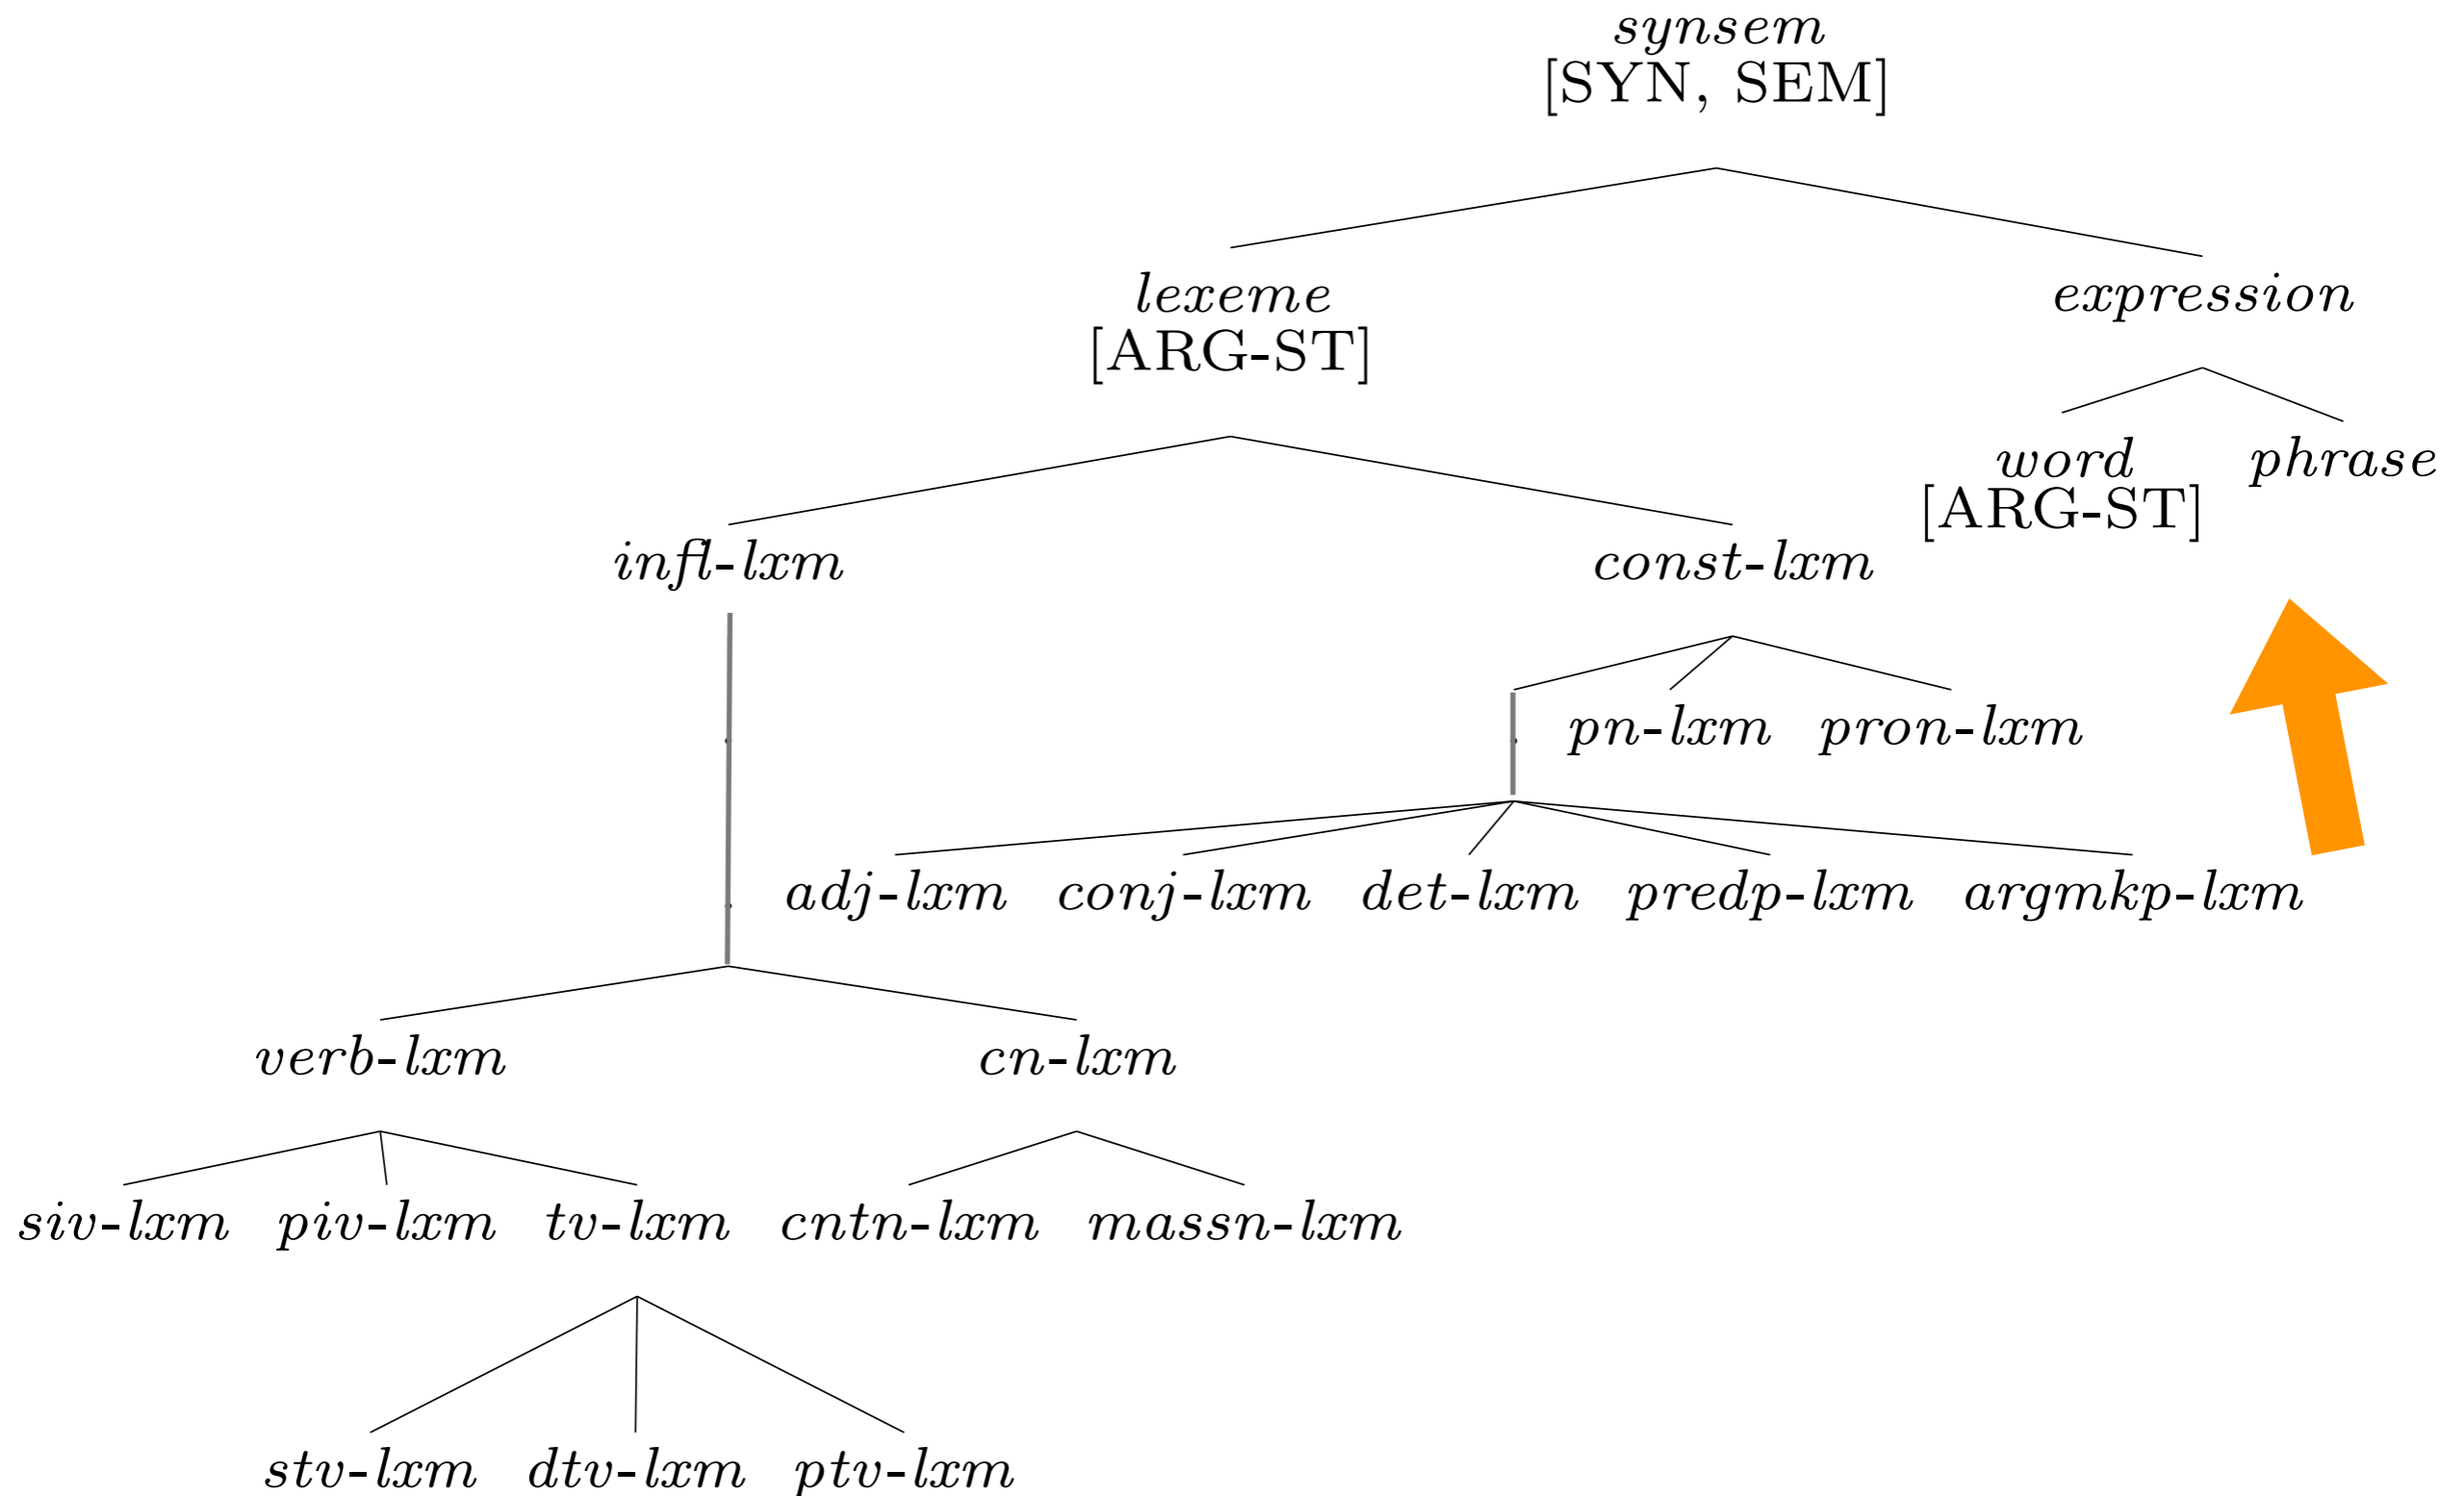 synsem
[SYN, SEM]
lexeme
[ARG-ST]
expression
word
[ARG-ST]
phrase
infl-lxm
const-lxm
pn-lxm
pron-lxm
adj-lxm
conj-lxm
det-lxm
predp-lxm
argmkp-lxm
verb-lxm
cn-lxm
siv-lxm
piv-lxm
tv-lxm
cntn-lxm
massn-lxm
stv-lxm
dtv-lxm
ptv-lxm